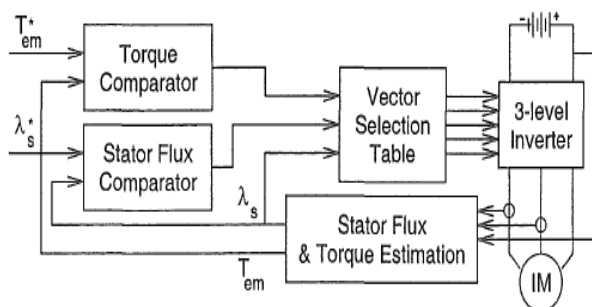 T*em
Torque
Comparator
λ*s
Stator Flux
Comparator
Vector
Selection
Table
- +
3-level
Inverter
λs
Stator Flux
& Torque Estimation
Tem
IM